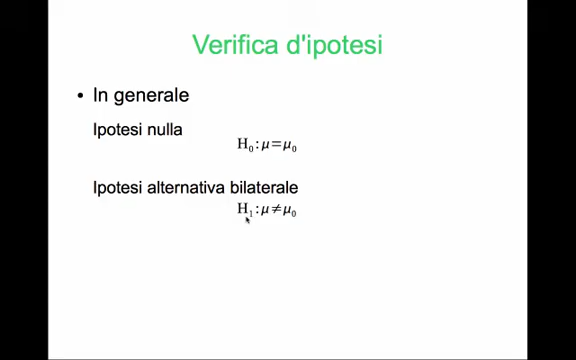 Verifica d'ipotesi
• In generale
Ipotesi nulla
H₀:μ=μ₀
Ipotesi alternativa bilaterale
H₁:μ≠μ₀